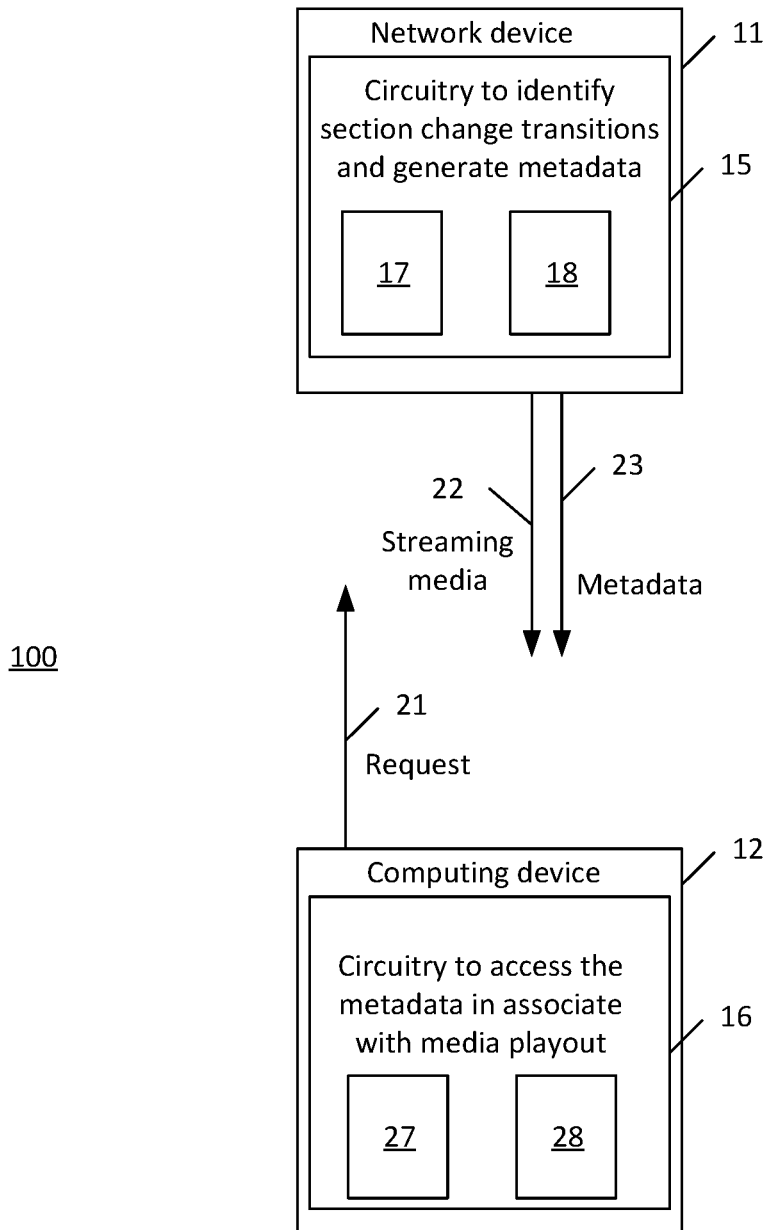 Network device
11
Circuitry to identify
section change transitions
and generate metadata
15
17
18
22
23
Streaming
media
Metadata
100
21
Request
Computing device
12
Circuitry to access the
metadata in associate
with media playout
16
27
28